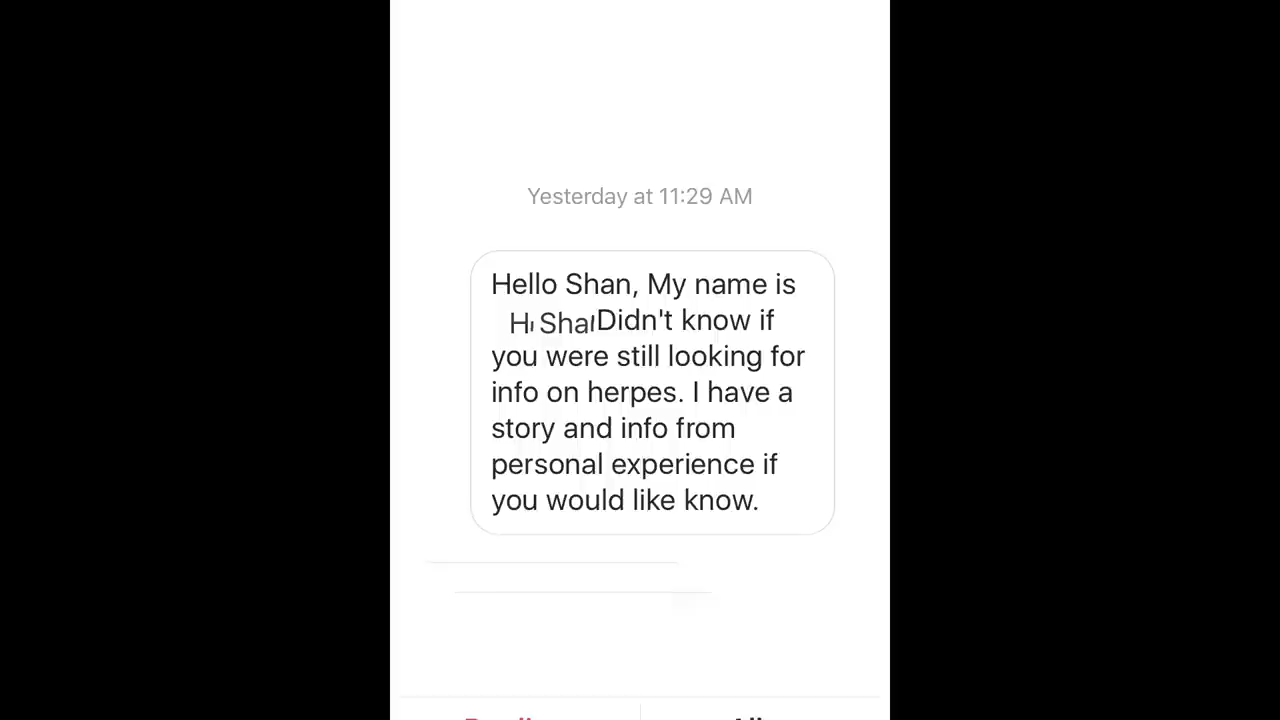 Yesterday at 11:29 AM
Hello Shan, My name is
Didn't know if
you were still looking for
info on herpes. I have a
story and info from
personal experience if
you would like know.